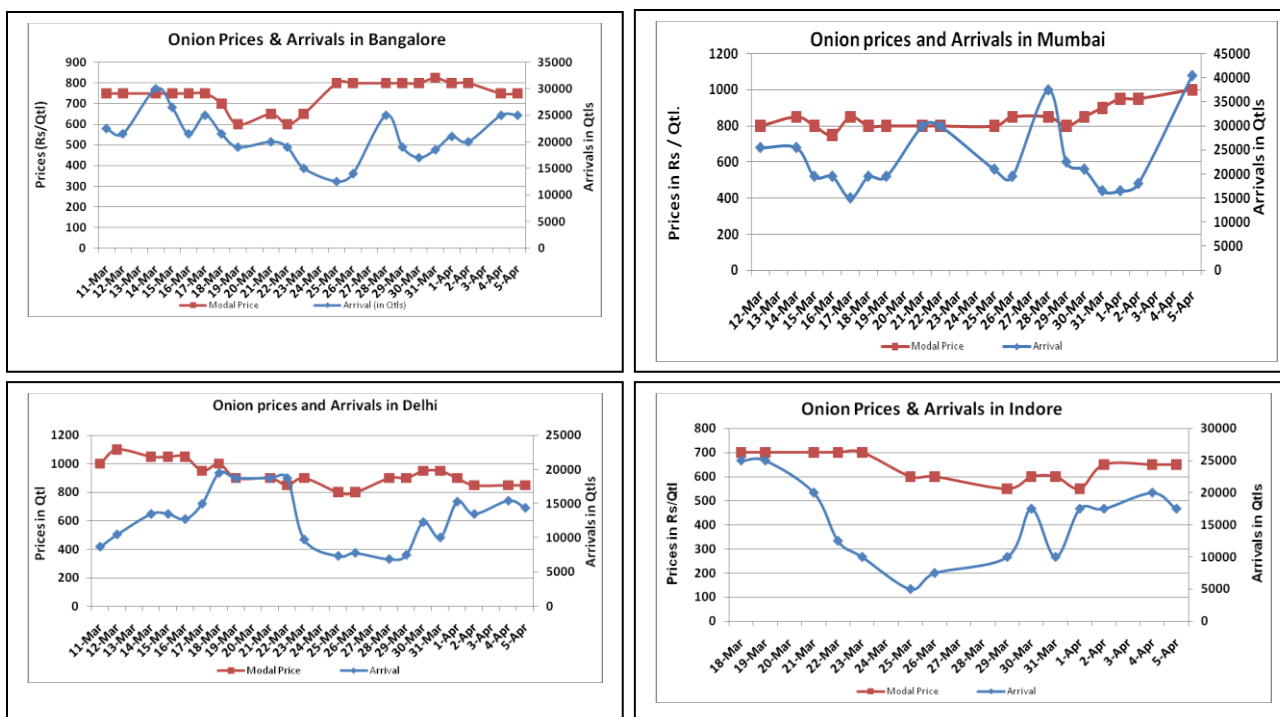 Onion Prices & Arrivals in Bangalore
Prices (Rs/Qtl)
900
800
700
600
500
400
300
200
100
0
35000
30000
25000
20000
15000
10000
5000
0
Arrivals in Qtls
11-Mar
12-Mar
13-Mar
14-Mar
15-Mar
16-Mar
17-Mar
18-Mar
19-Mar
20-Mar
21-Mar
22-Mar
23-Mar
24-Mar
25-Mar
26-Mar
27-Mar
28-Mar
29-Mar
30-Mar
31-Mar
1-Apr
2-Apr
3-Apr
4-Apr
5-Apr
Modal Price
Arrival (in Qtls)
Onion prices and Arrivals in Mumbai
Prices in Rs / Qtl.
1200
1000
800
600
400
200
0
45000
40000
35000
30000
25000
20000
15000
10000
5000
0
Arrivals in Qtls
12-Mar
13-Mar
14-Mar
15-Mar
16-Mar
17-Mar
18-Mar
19-Mar
20-Mar
21-Mar
22-Mar
23-Mar
24-Mar
25-Mar
26-Mar
27-Mar
28-Mar
29-Mar
30-Mar
31-Mar
1-Apr
2-Apr
3-Apr
4-Apr
5-Apr
Modal Price
Arrival
Onion prices and Arrivals in Delhi
Prices in Qtl
1200
1000
800
600
400
200
0
25000
20000
15000
10000
5000
0
Arrivals in Qtls
11-Mar
12-Mar
13-Mar
14-Mar
15-Mar
16-Mar
17-Mar
18-Mar
19-Mar
20-Mar
21-Mar
22-Mar
23-Mar
24-Mar
25-Mar
26-Mar
27-Mar
28-Mar
29-Mar
30-Mar
31-Mar
1-Apr
2-Apr
3-Apr
4-Apr
5-Apr
Modal Price
Arrival
Onion Prices & Arrivals in Indore
Prices in Rs/Qtl
800
700
600
500
400
300
200
100
0
30000
25000
20000
15000
10000
5000
0
Arrivals in Qtls
18-Mar
19-Mar
20-Mar
21-Mar
22-Mar
23-Mar
24-Mar
25-Mar
26-Mar
27-Mar
28-Mar
29-Mar
30-Mar
31-Mar
1-Apr
2-Apr
3-Apr
4-Apr
5-Apr
Modal Price
Arrival